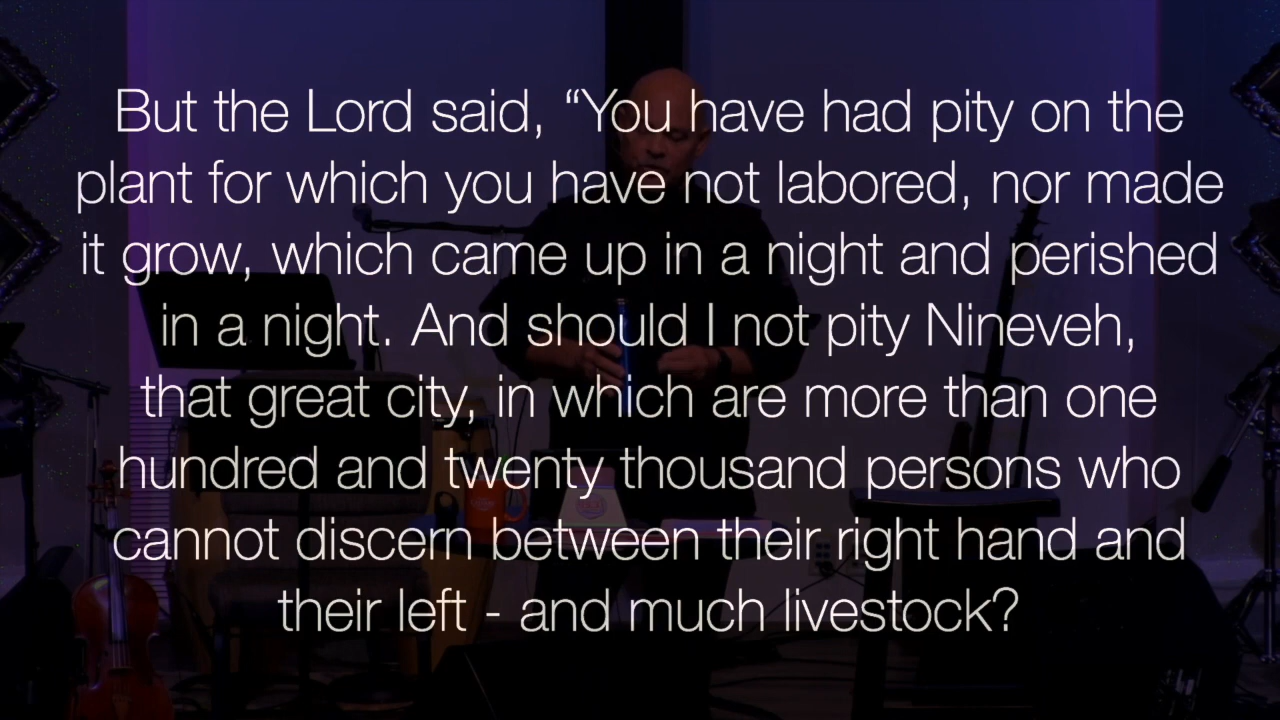 But the Lord said, “You have had pity on the
plant for which you have not labored, nor made
it grow, which came up in a night and perished
in a night. And should I not pity Nineveh,
that great city, in which are more than one
hundred and twenty thousand persons who
cannot discern between their right hand and
their left - and much livestock?